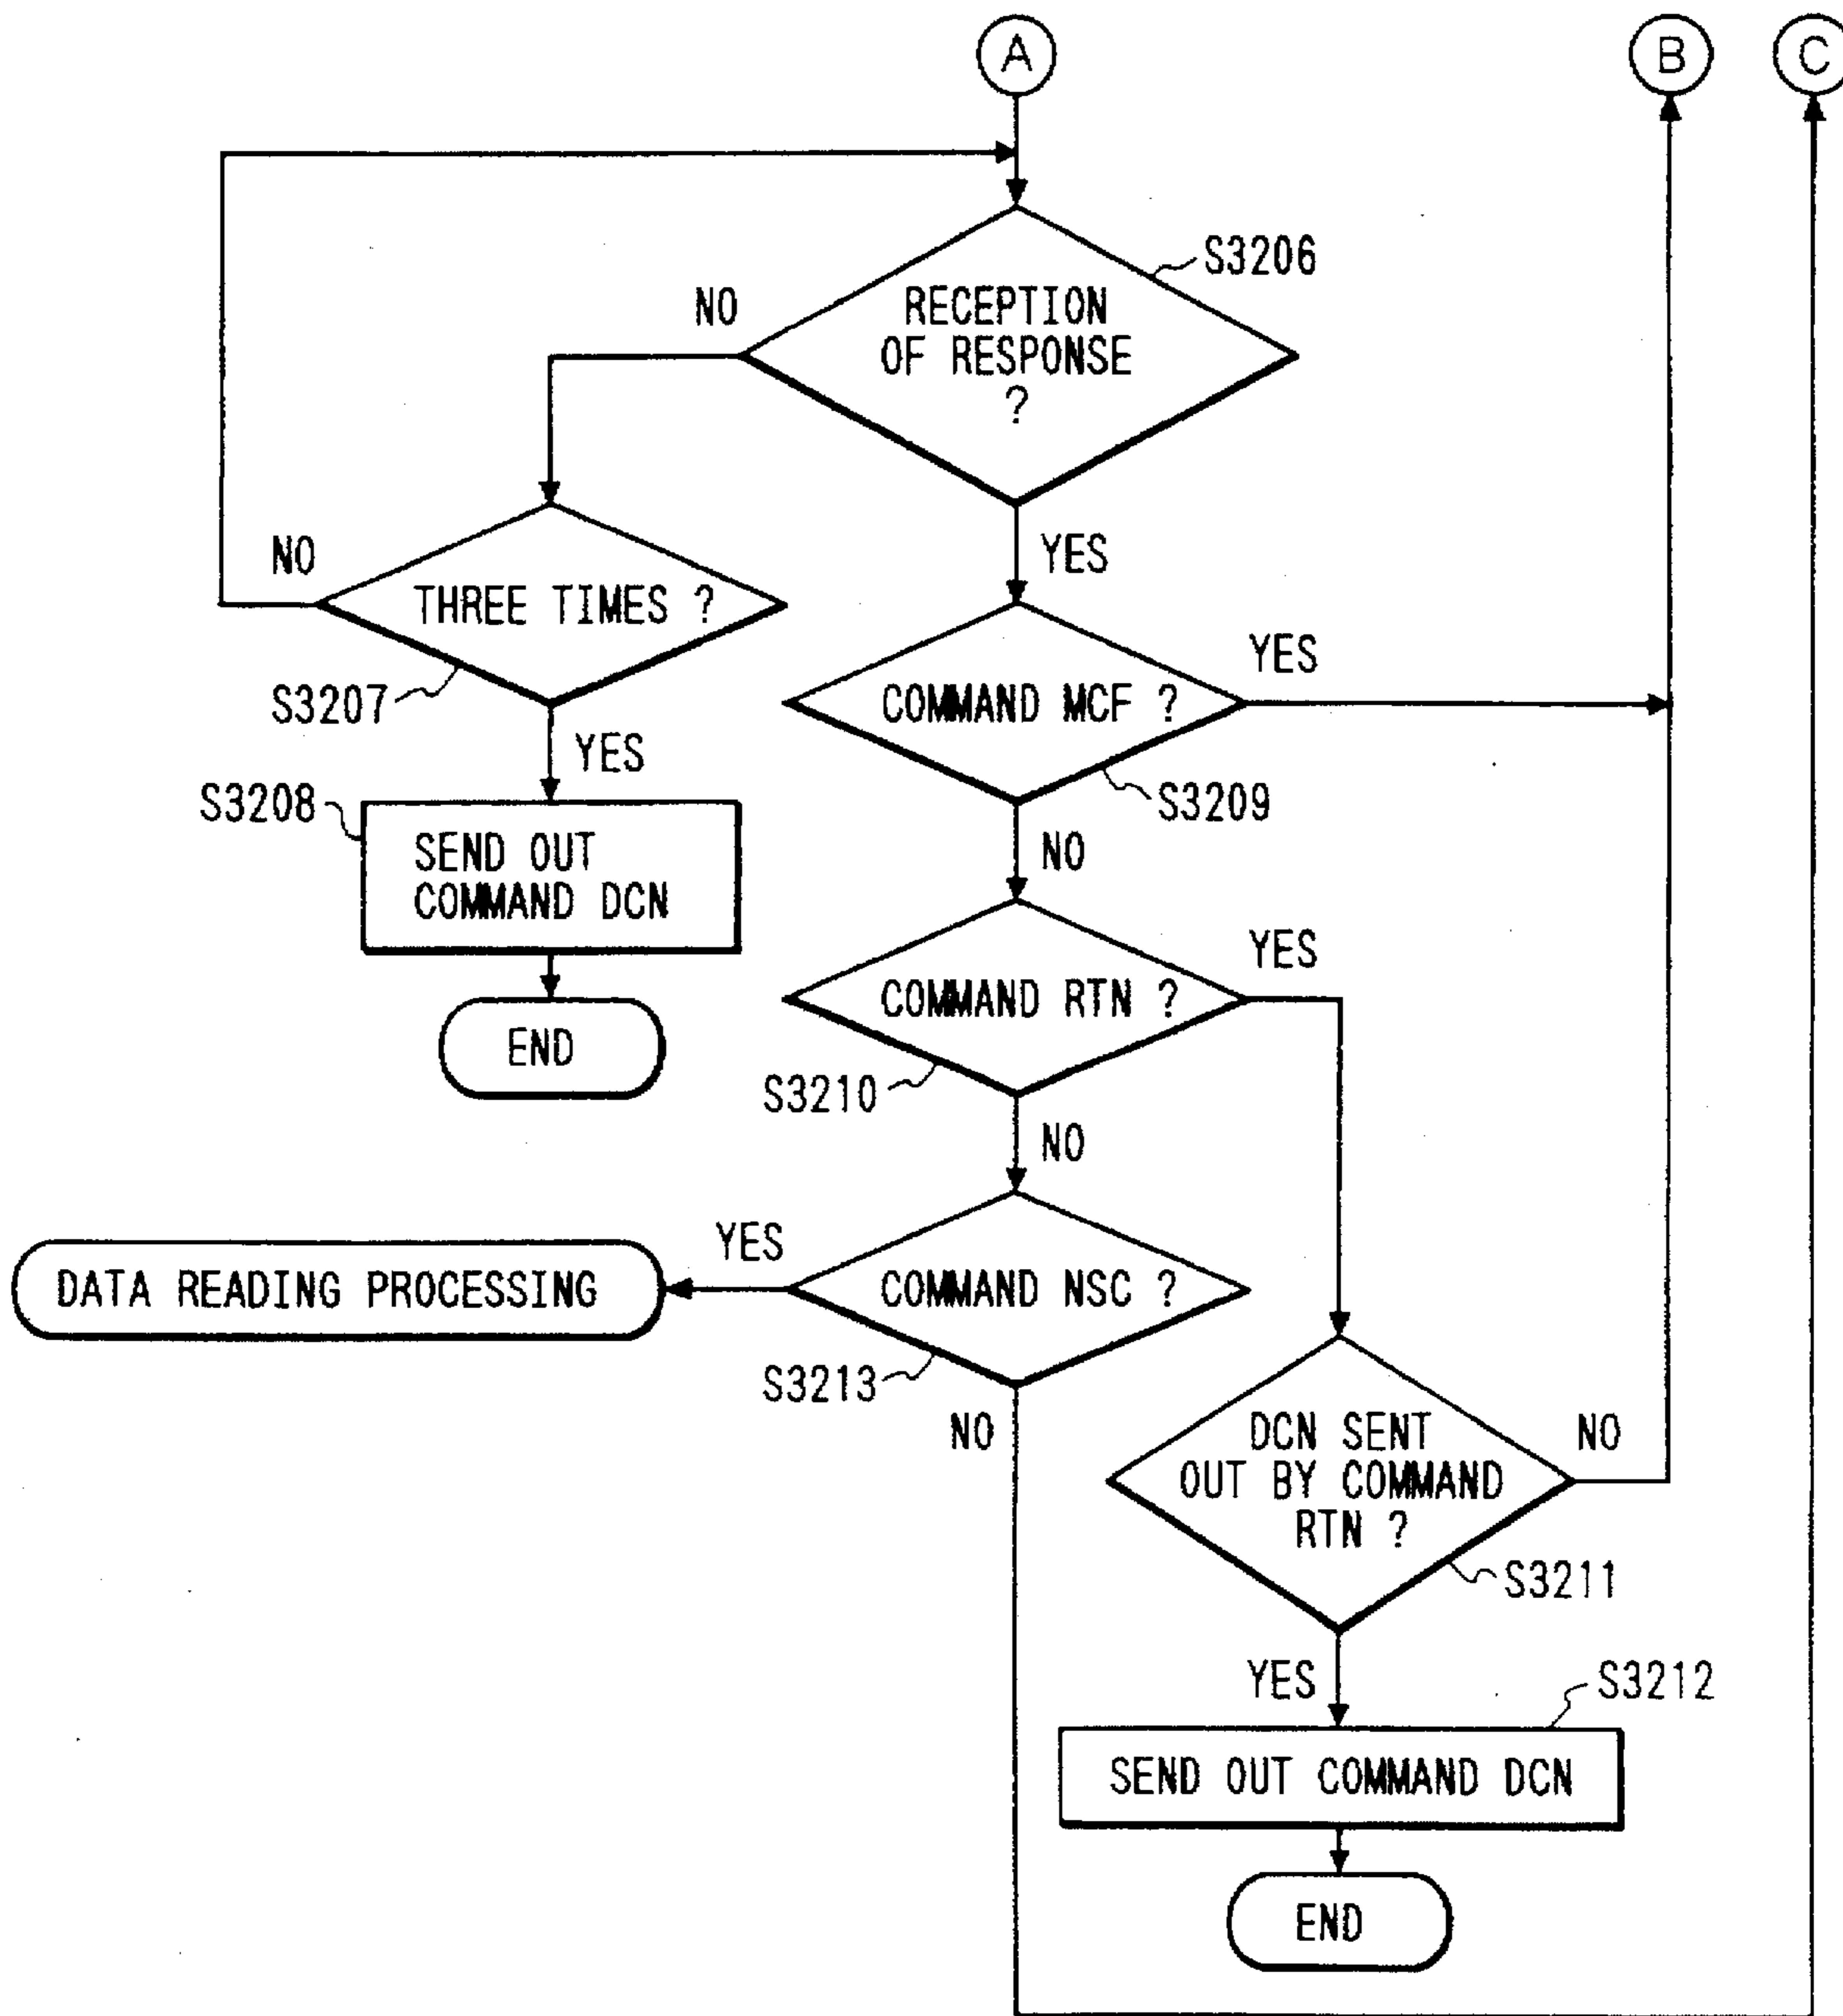 A
B
C
S3206
NO
RECEPTION
OF RESPONSE
?
YES
NO
THREE TIMES ?
S3207
YES
COMMAND MCF ?
YES
S3209
S3208
SEND OUT
COMMAND DCN
NO
END
COMMAND RTN ?
YES
S3210
NO
DATA READING PROCESSING
YES
COMMAND NSC ?
S3213
NO
DCN SENT
OUT BY COMMAND
RTN ?
NO
S3211
YES
S3212
SEND OUT COMMAND DCN
END